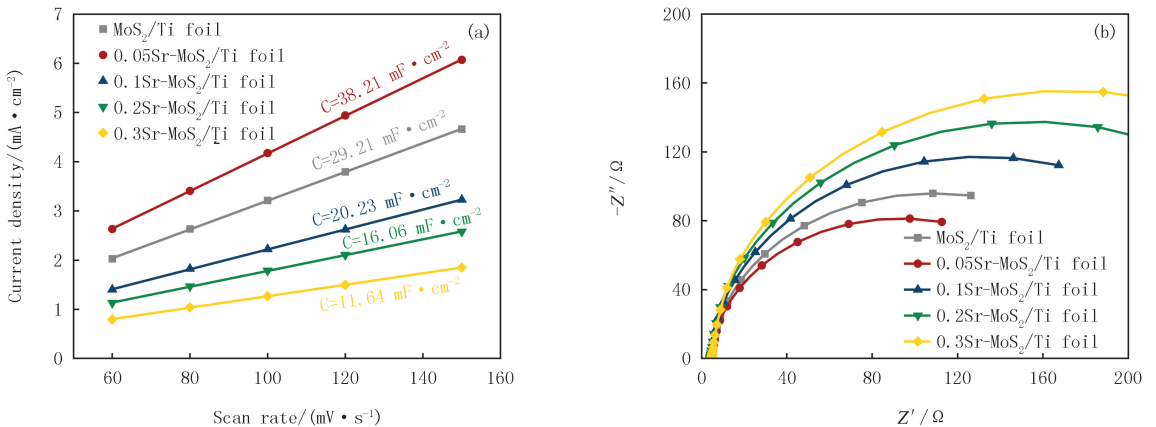 (a)
MoS₂/Ti foil
0.05Sr-MoS₂/Ti foil
0.1Sr-MoS₂/Ti foil
0.2Sr-MoS₂/Ti foil
0.3Sr-MoS₂/Ti foil
C=38.21 mF·cm⁻²
C=29.21 mF·cm⁻²
C=20.23 mF·cm⁻²
C=16.06 mF·cm⁻²
C=11.64 mF·cm⁻²
Current density/(mA·cm⁻²)
7
6
5
4
3
2
1
0
60 80 100 120 140 160
Scan rate/(mV·s⁻¹)
(b)
-Z″/Ω
200
160
120
80
40
0
MoS₂/Ti foil
0.05Sr-MoS₂/Ti foil
0.1Sr-MoS₂/Ti foil
0.2Sr-MoS₂/Ti foil
0.3Sr-MoS₂/Ti foil
0 40 80 120 160 200
Z′/Ω